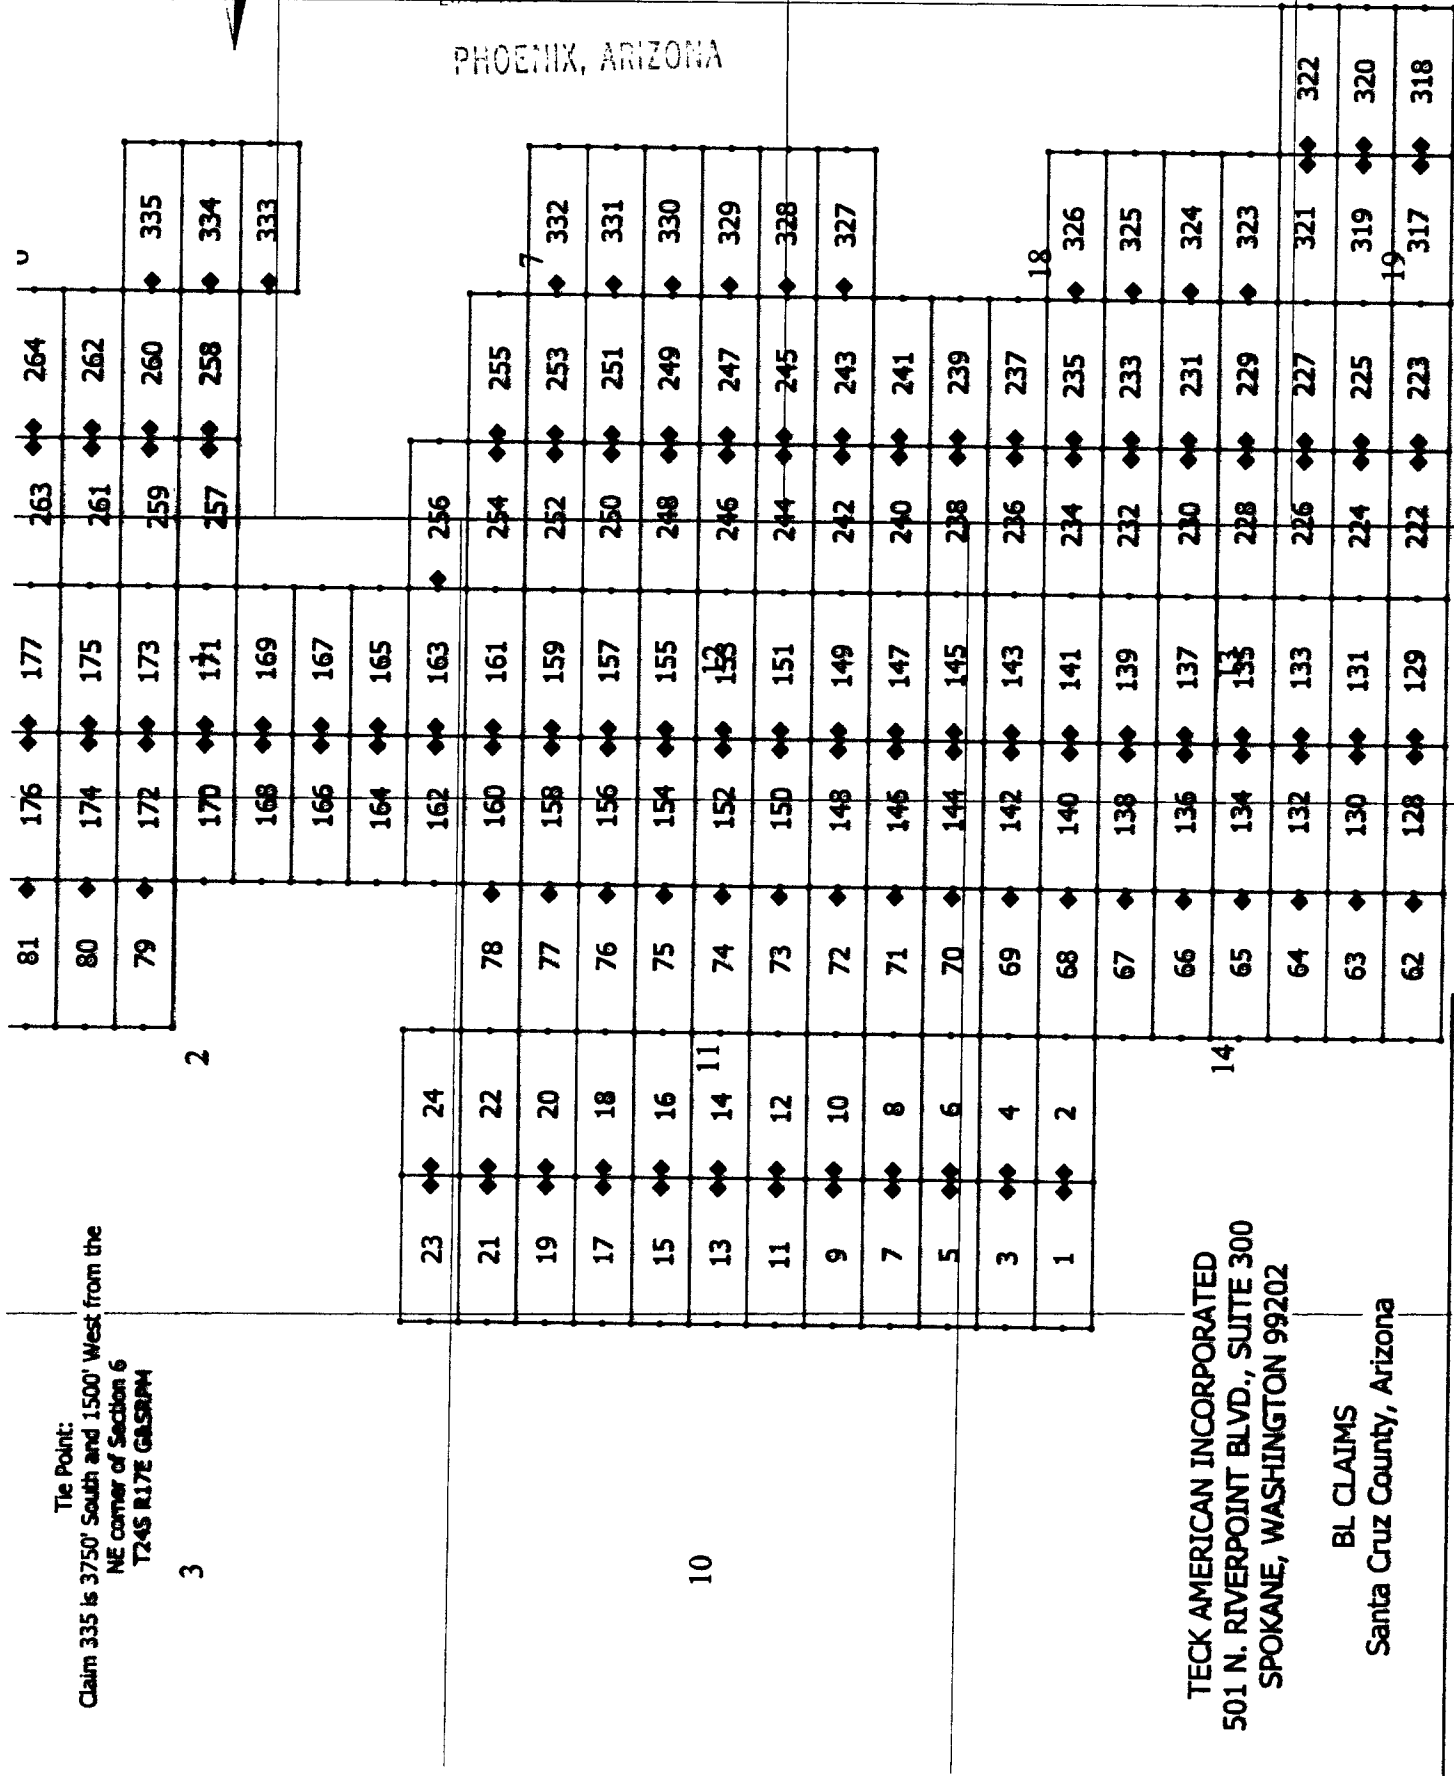 Tie Point:
Claim 335 is 3750' South and 1500' West from the
NE corner of Section 6
T24S R17E G&SRPM
81 176 177 263 264
80 174 175 261 262
79 172 173 259 260 335
3 2 1
170 171 257 258 334
168 169 333
166 167
164 165
23 24 162 163 256
PHOENIX, ARIZONA
21 22 78 160 161 254 255
7
19 20 77 158 159 252 253 332
17 18 76 156 157 250 251 331
15 16 75 154 155 248 249 330
10 11 12
13 14 74 152 153 246 247 329
11 12 73 150 151 244 245 328
9 10 72 148 149 242 243 327
7 8 71 146 147 240 241
5 6 70 144 145 238 239
3 4 69 142 143 236 237
18
1 2 68 140 141 234 235 326
67 138 139 232 233 325
66 136 137 230 231 324
14 13
65 134 135 228 229 323
64 132 133 226 227 321 322
63 130 131 224 225 319 320
19
62 128 129 222 223 317 318
TECK AMERICAN INCORPORATED
501 N. RIVERPOINT BLVD., SUITE 300
SPOKANE, WASHINGTON 99202
BL CLAIMS
Santa Cruz County, Arizona